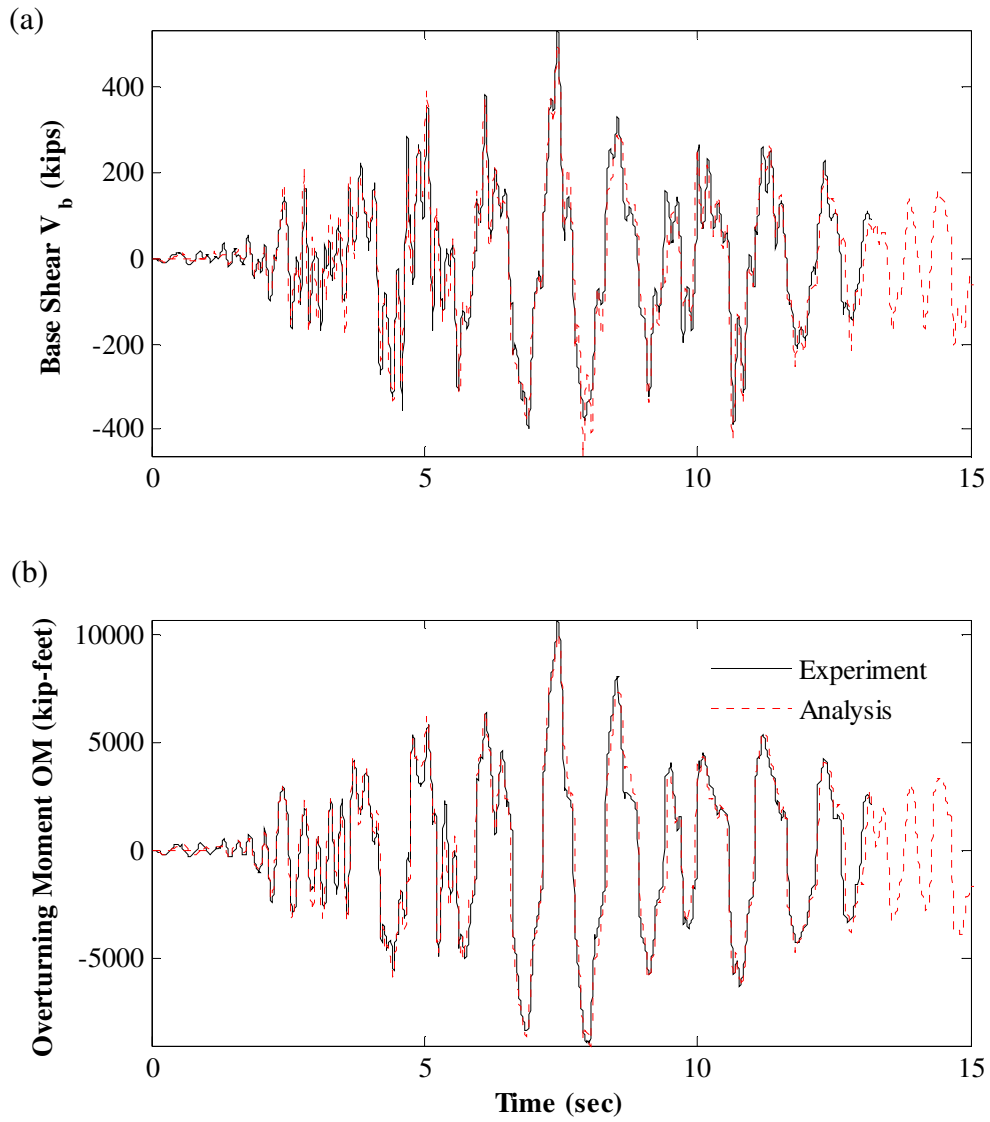 (a)
Base Shear V_b (kips)
400
200
0
-200
-400
0 5 10 15
(b)
Overturning Moment OM (kip-feet)
10000
5000
0
-5000
Experiment
Analysis
0 5 10 15
Time (sec)